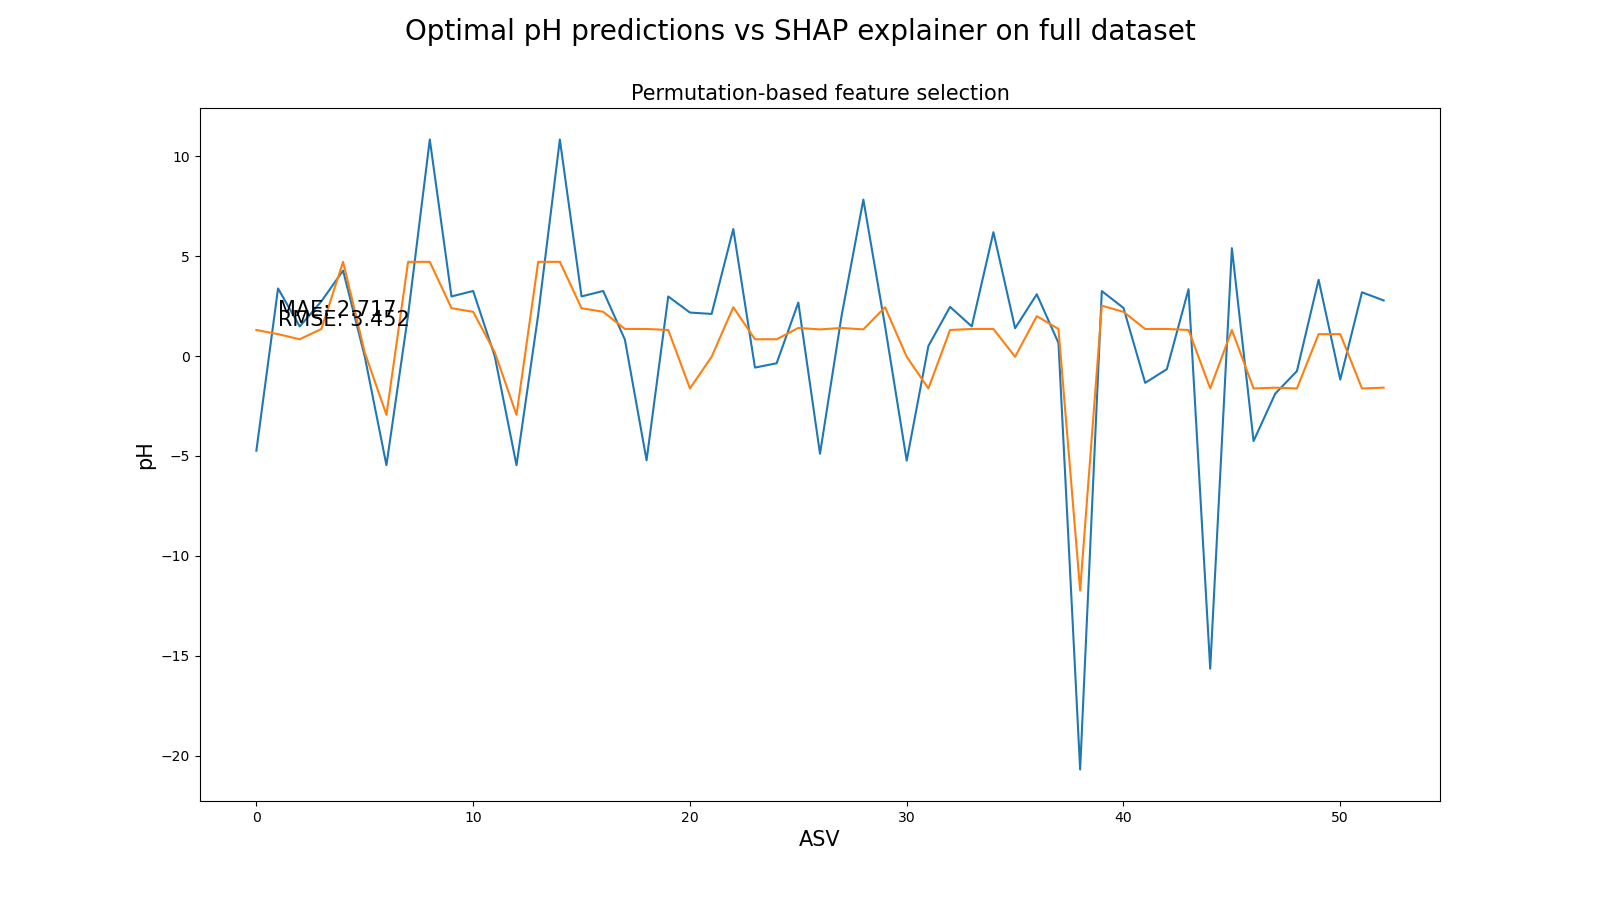 Optimal pH predictions vs SHAP explainer on full dataset
Permutation-based feature selection
10
5
0
−5
−10
−15
−20
pH
MAE: 2.717
RMSE: 3.452
0 10 20 30 40 50
ASV